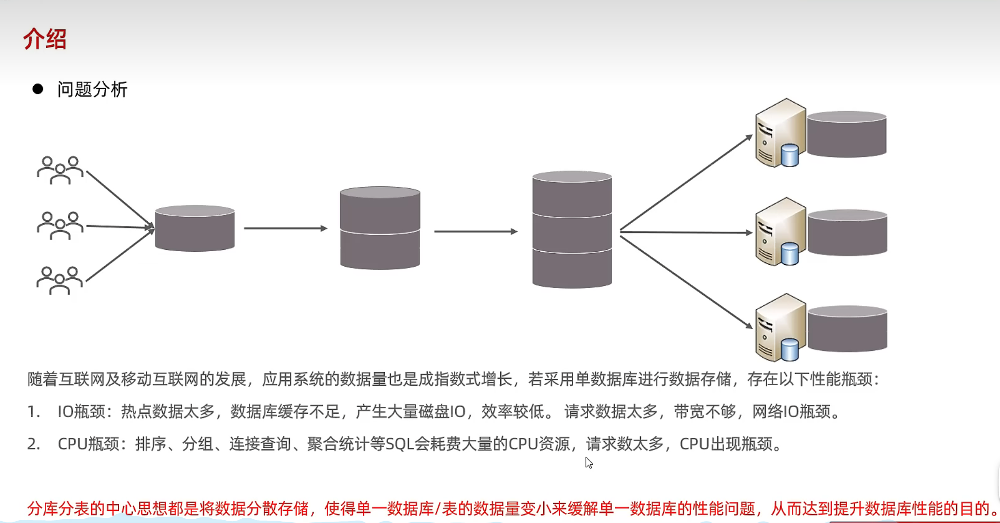 介绍
● 问题分析
随着互联网及移动互联网的发展，应用系统的数据量也是成指数式增长，若采用单数据库进行数据存储，存在以下性能瓶颈：
1. IO瓶颈：热点数据太多，数据库缓存不足，产生大量磁盘IO，效率较低。 请求数据太多，带宽不够，网络IO瓶颈。
2. CPU瓶颈：排序、分组、连接查询、聚合统计等SQL会耗费大量的CPU资源，请求数太多，CPU出现瓶颈。
分库分表的中心思想都是将数据分散存储，使得单一数据库/表的数据量变小来缓解单一数据库的性能问题，从而达到提升数据库性能的目的。